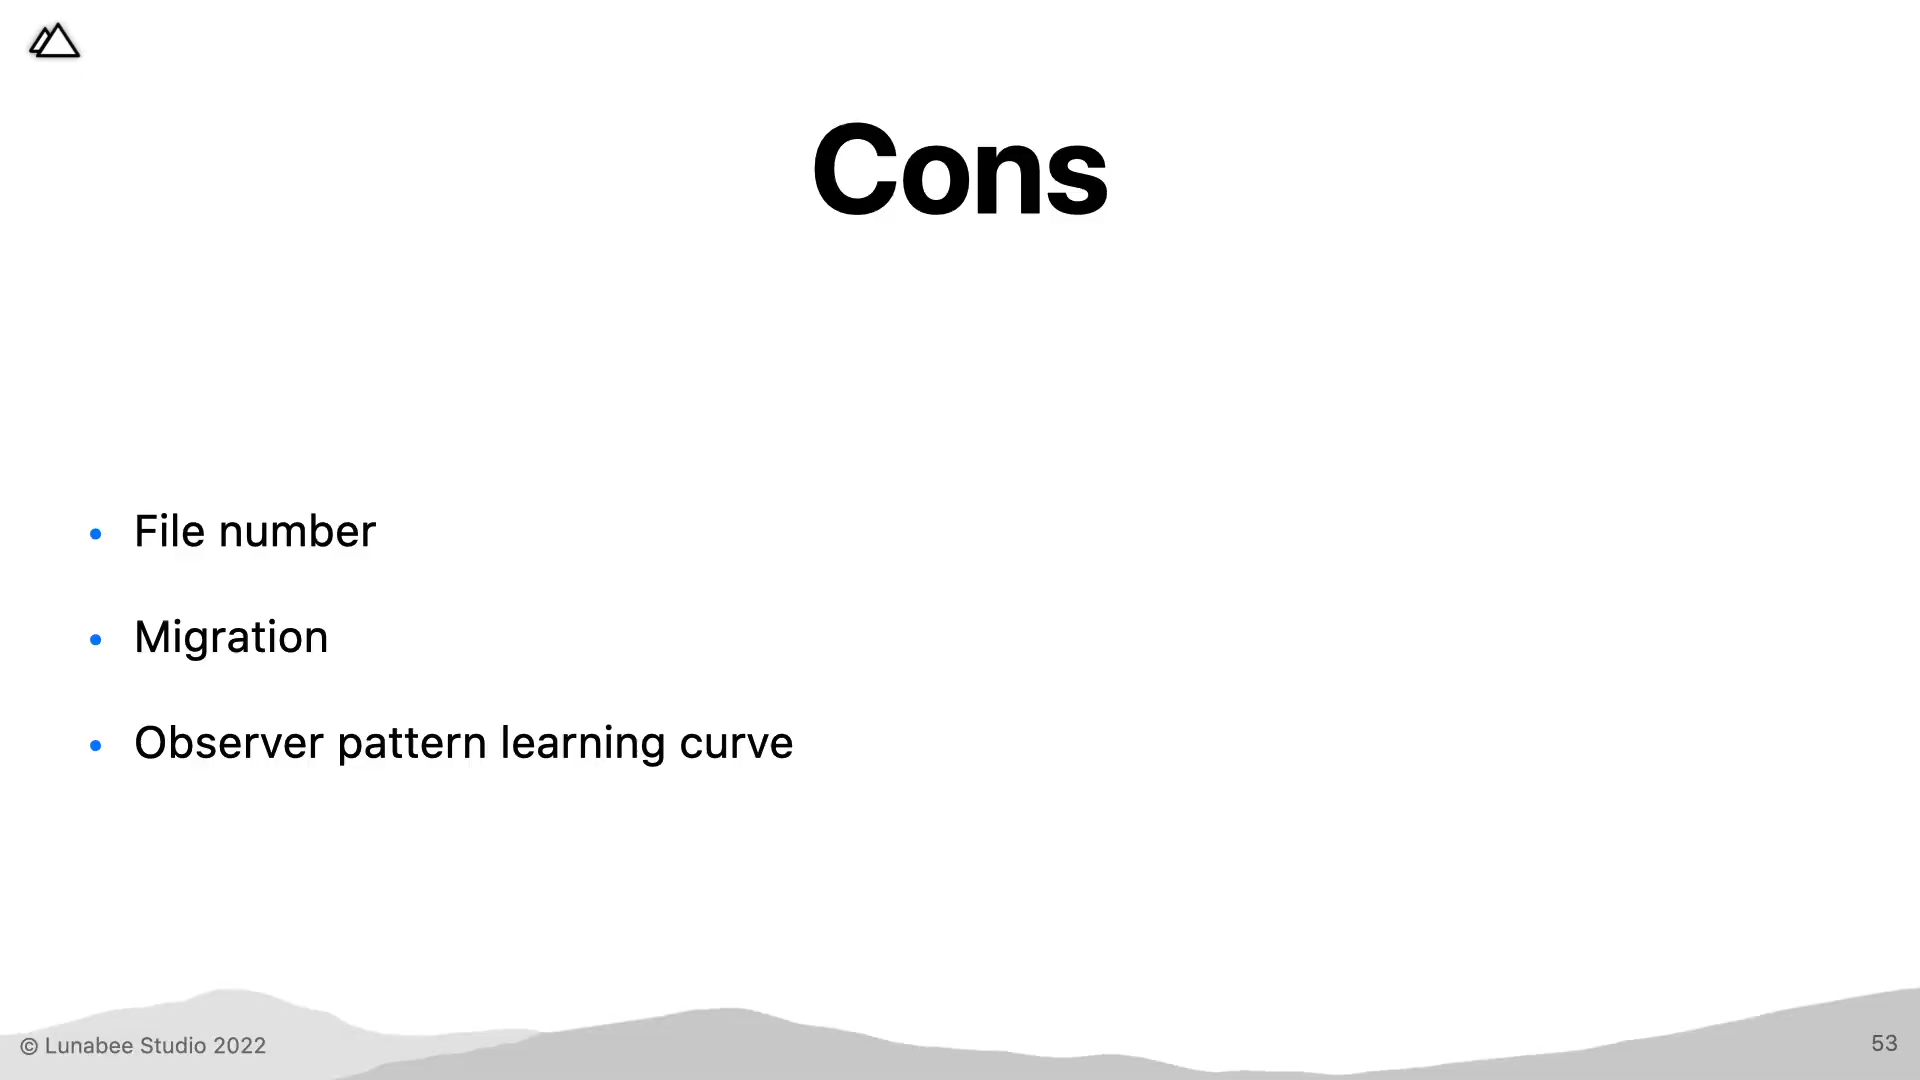 Cons
• File number
• Migration
• Observer pattern learning curve
© Lunabee Studio 2022
53